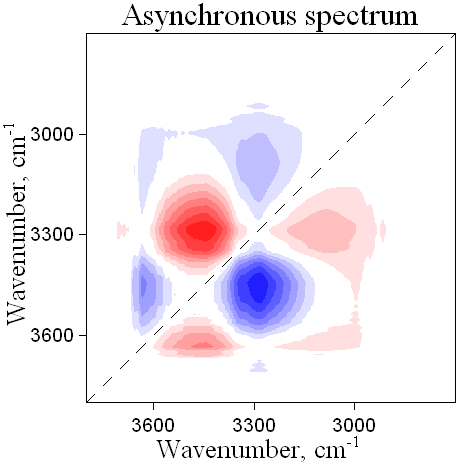 Asynchronous spectrum
Wavenumber, cm-1
3000
3300
3600
3600 3300 3000
Wavenumber, cm-1